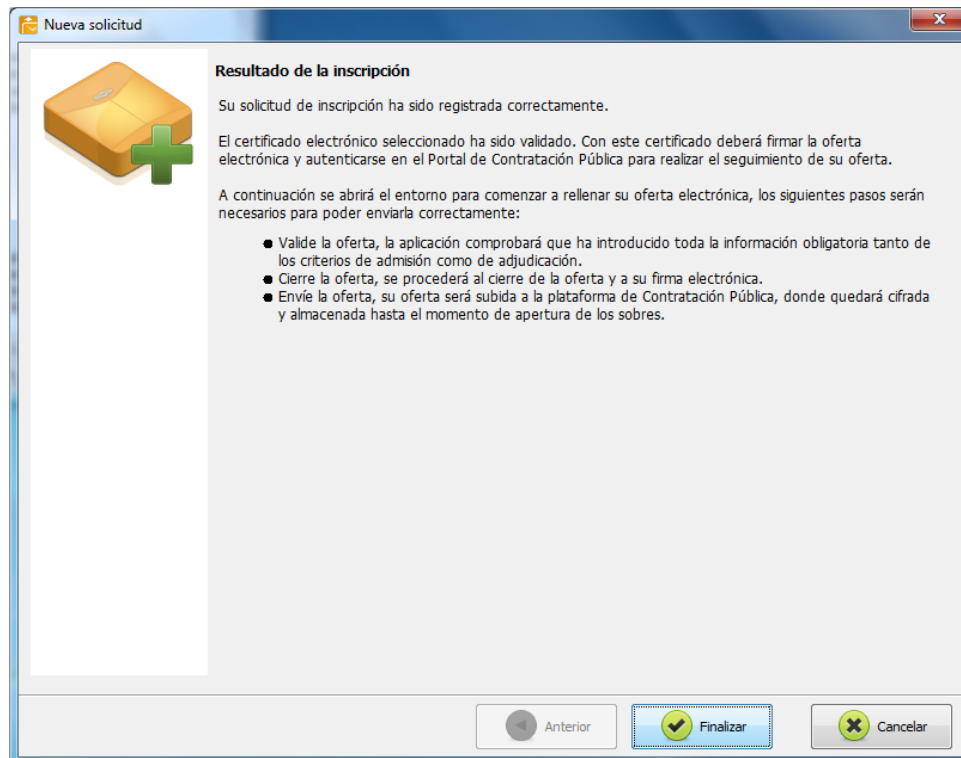 Nueva solicitud
Resultado de la inscripción
Su solicitud de inscripción ha sido registrada correctamente.
El certificado electrónico seleccionado ha sido validado. Con este certificado deberá firmar la oferta
electrónica y autenticarse en el Portal de Contratación Pública para realizar el seguimiento de su oferta.
A continuación se abrirá el entorno para comenzar a rellenar su oferta electrónica, los siguientes pasos serán
necesarios para poder enviarla correctamente:
● Valide la oferta, la aplicación comprobará que ha introducido toda la información obligatoria tanto de
los criterios de admisión como de adjudicación.
● Cierre la oferta, se procederá al cierre de la oferta y a su firma electrónica.
● Envíe la oferta, su oferta será subida a la plataforma de Contratación Pública, donde quedará cifrada
y almacenada hasta el momento de apertura de los sobres.
Anterior
Finalizar
Cancelar